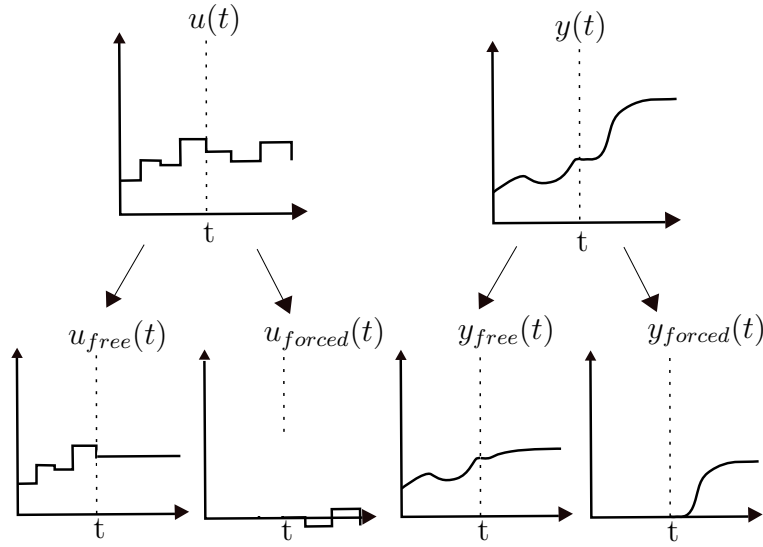 u(t)
y(t)
t
t
u_{free}(t)
u_{forced}(t)
y_{free}(t)
y_{forced}(t)
t
t
t
t